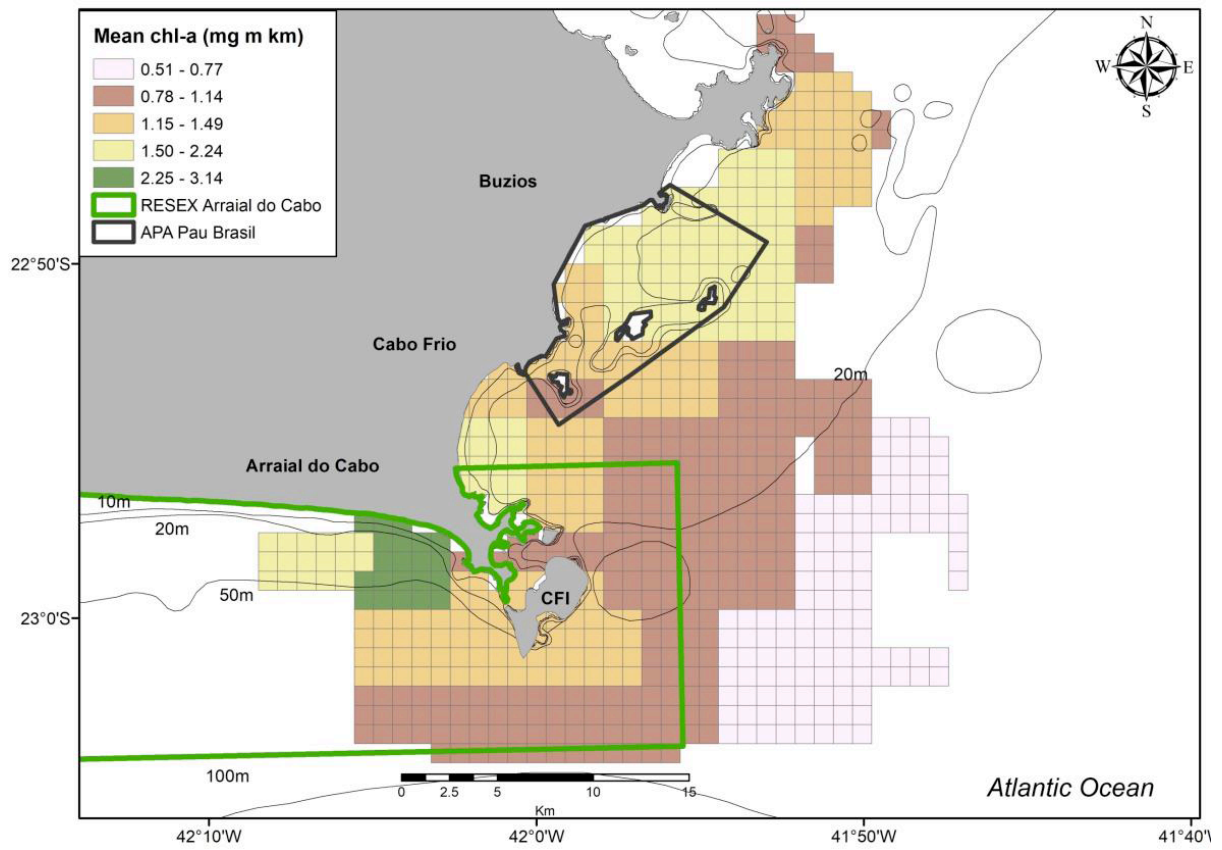 Mean chl-a (mg m km)
0.51 - 0.77
0.78 - 1.14
1.15 - 1.49
1.50 - 2.24
2.25 - 3.14
RESEX Arraial do Cabo
APA Pau Brasil
N
W E
S
Buzios
22°50'S
Cabo Frio
20m
Arraial do Cabo
10m
20m
50m
CFI
23°0'S
100m
0 2.5 5 10 15
Km
Atlantic Ocean
42°10'W 42°0'W 41°50'W 41°40'W